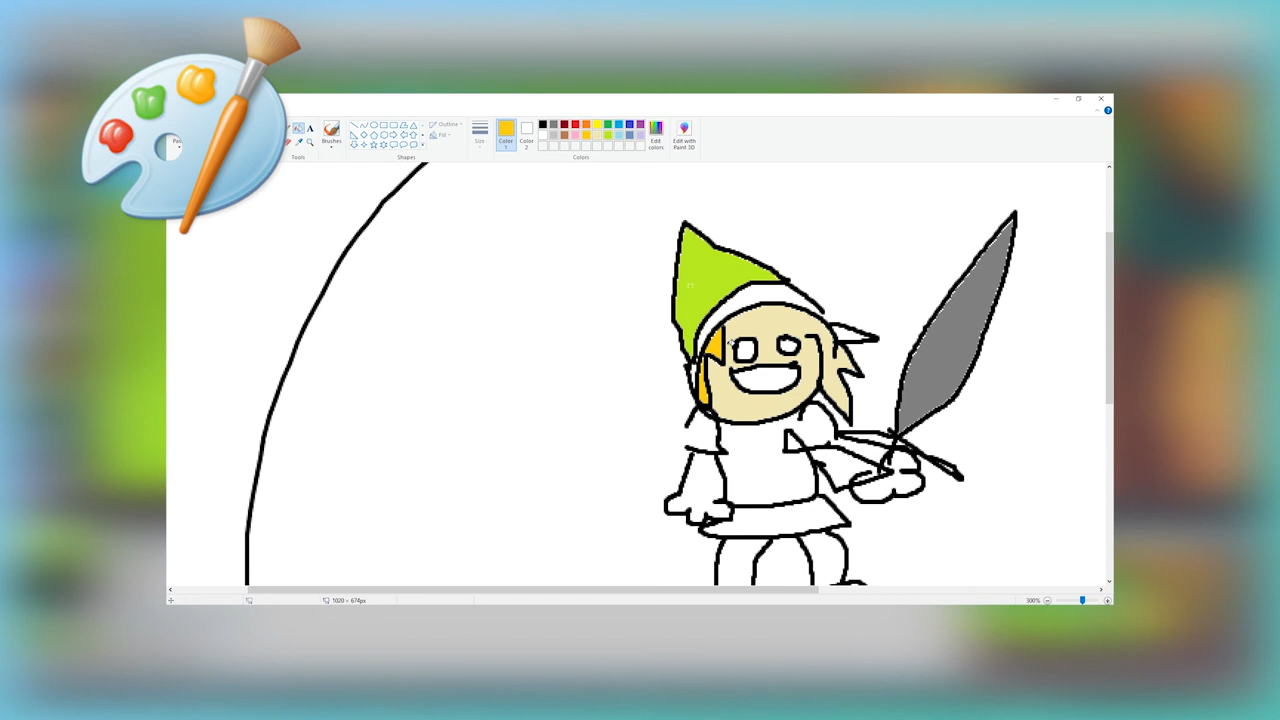 A
Outline
Fill
Brushes
Size
Color
1
Color
2
Edit
colors
Edit with
Paint 3D
Tools
Shapes
Colors
1020 × 674px
300%